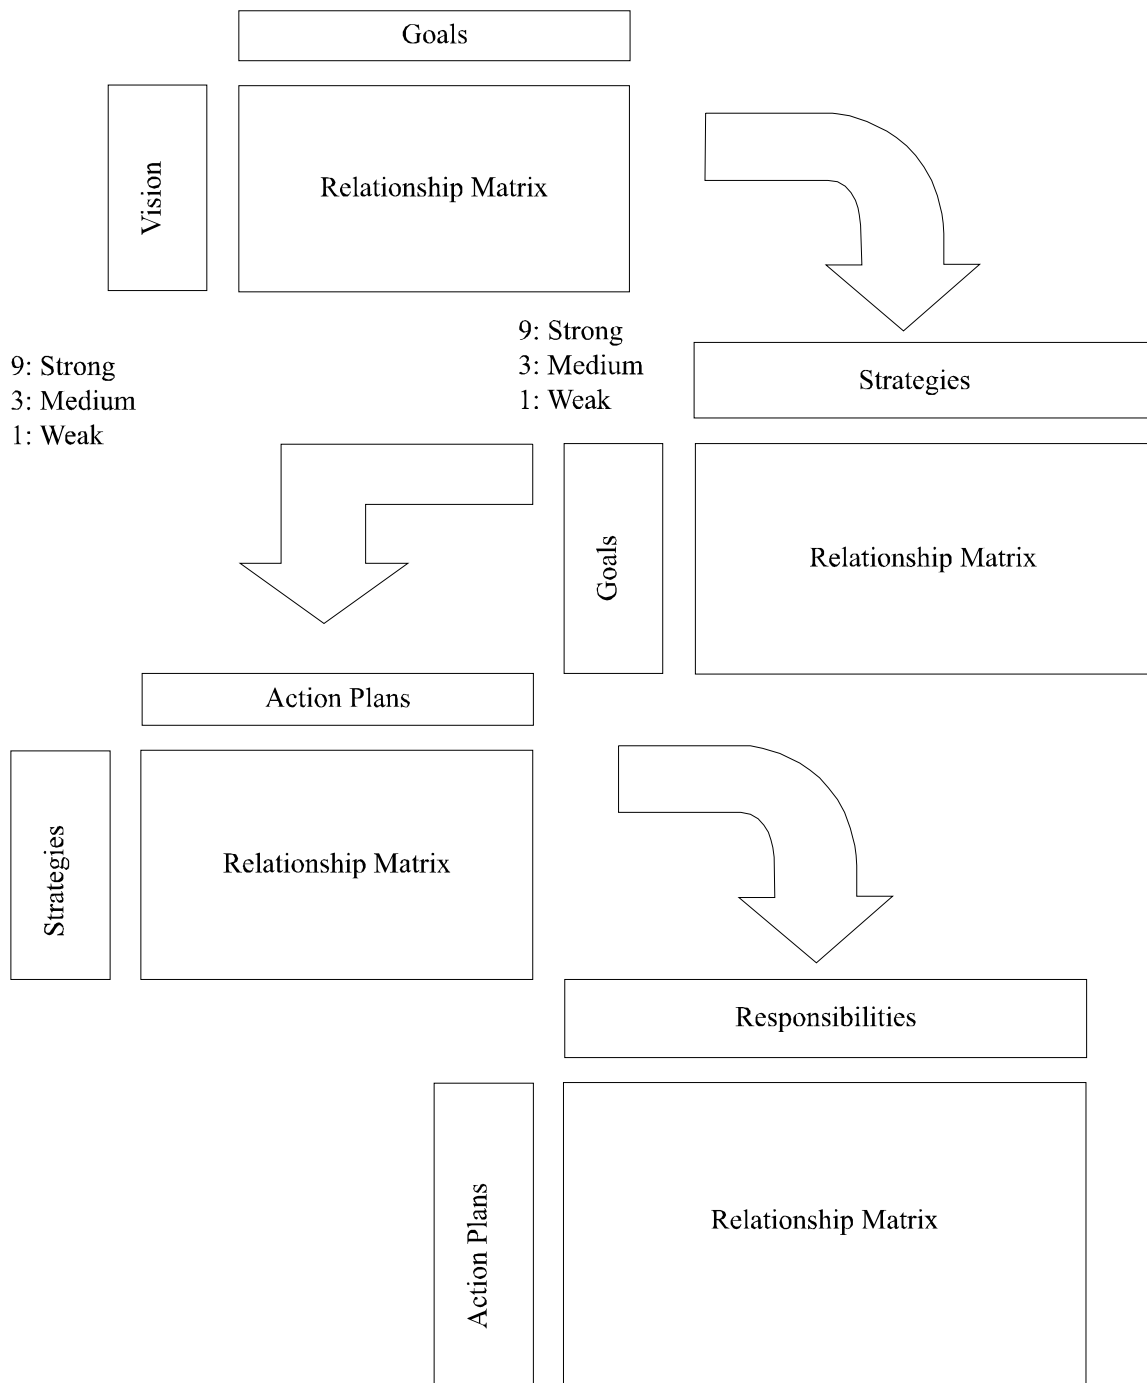 Goals
Vision
Relationship Matrix
9: Strong
3: Medium
1: Weak
9: Strong
3: Medium
1: Weak
Strategies
Goals
Relationship Matrix
Action Plans
Strategies
Relationship Matrix
Responsibilities
Action Plans
Relationship Matrix